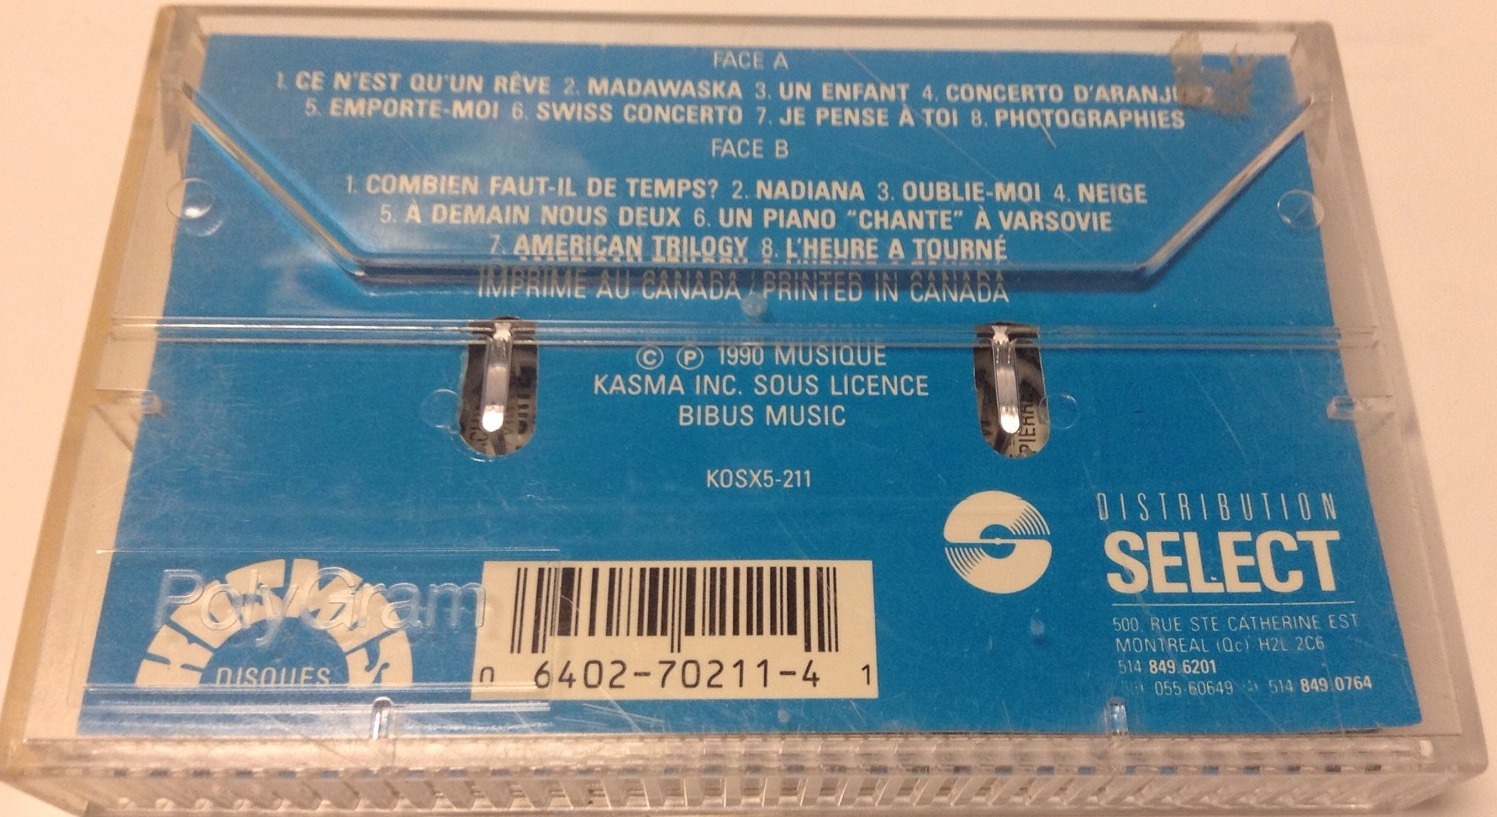 FACE A
1. CE N'EST QU'UN RÊVE 2. MADAWASKA 3. UN ENFANT 4. CONCERTO
5. EMPORTE-MOI 6. SWISS CONCERTO 7. JE PENSE À TOI 8. PHOTOGRAPHIES
FACE B
1. COMBIEN FAUT-IL DE TEMPS? 2. NADIANA 3. OUBLIE-MOI 4. NEIGE
5. À DEMAIN NOUS DEUX 6. UN PIANO "CHANTE" À VARSOVIE
7. AMERICAN TRILOGY 8. L'HEURE A TOURNÉ
IMPRIME AU CANADA / PRINTED IN CANADA
© ℗ 1990 MUSIQUE
KASMA INC. SOUS LICENCE
BIBUS MUSIC
KOSX5-211
PolyGram
DISQUES
0 6402-70211-4 1
DISTRIBUTION
SELECT
500, RUE STE CATHERINE EST
MONTREAL (Qc) H2L 2C6
514 849.6201
055-60649 514 849.0764
PIERR